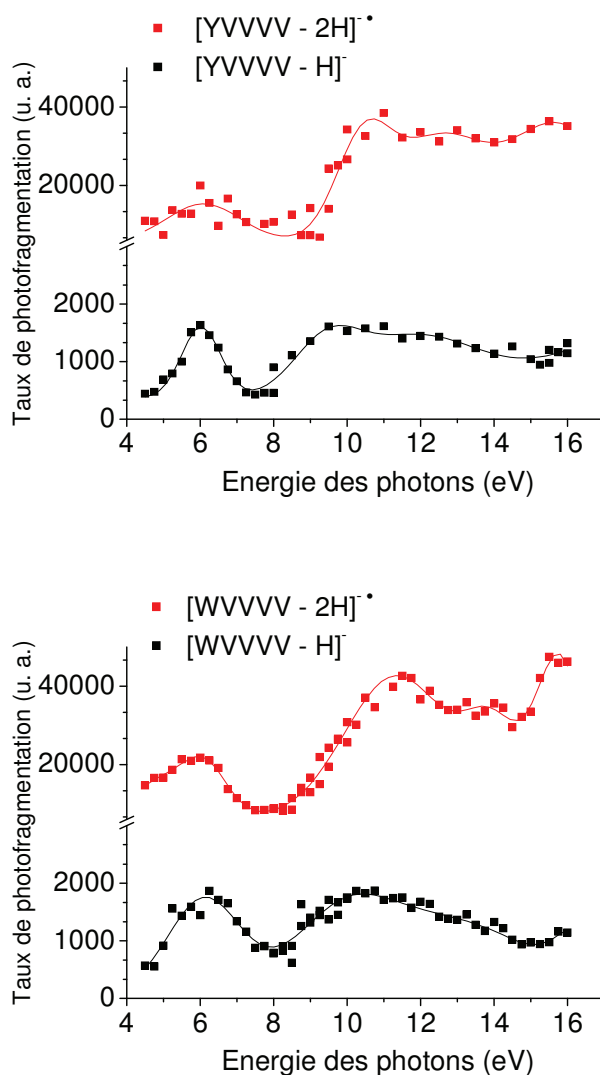 [YVVVV - 2H]⁻•
[YVVVV - H]⁻
Taux de photofragmentation (u. a.)
40000
20000
2000
1000
0
4 6 8 10 12 14 16
Energie des photons (eV)
[WVVVV - 2H]⁻•
[WVVVV - H]⁻
Taux de photofragmentation (u. a.)
40000
20000
2000
1000
0
4 6 8 10 12 14 16
Energie des photons (eV)